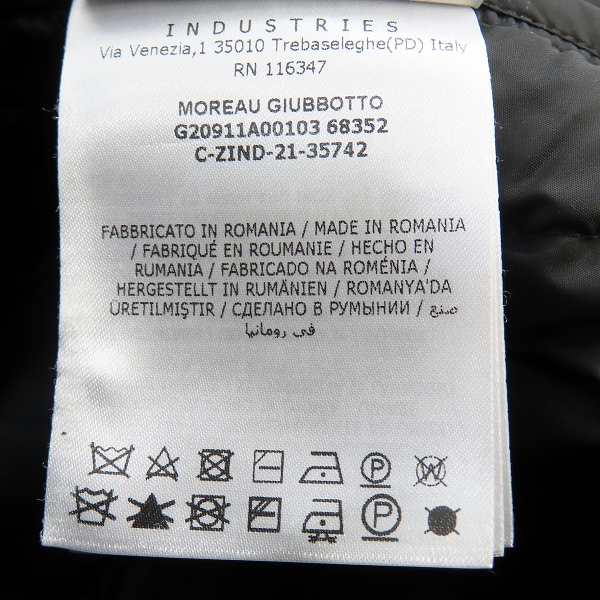 INDUSTRIES
Via Venezia,1 35010 Trebaseleghe(PD) Italy
RN 116347
MOREAU GIUBBOTTO
G20911A00103 68352
C-ZIND-21-35742
FABBRICATO IN ROMANIA / MADE IN ROMANIA
/ FABRIQUÉ EN ROUMANIE / HECHO EN
RUMANIA / FABRICADO NA ROMÉNIA /
HERGESTELLT IN RUMÄNIEN / ROMANYA'DA
ÜRETILMIŞTIR / СДЕЛАНО В РУМЫНИИ / صنع
في رومانيا
P W
P